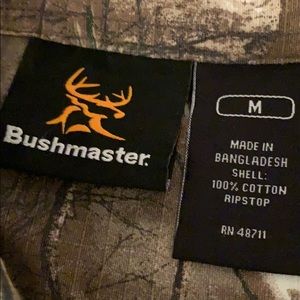 Bushmaster
M
MADE IN
BANGLADESH
SHELL:
100% COTTON
RIPSTOP
RN 48711